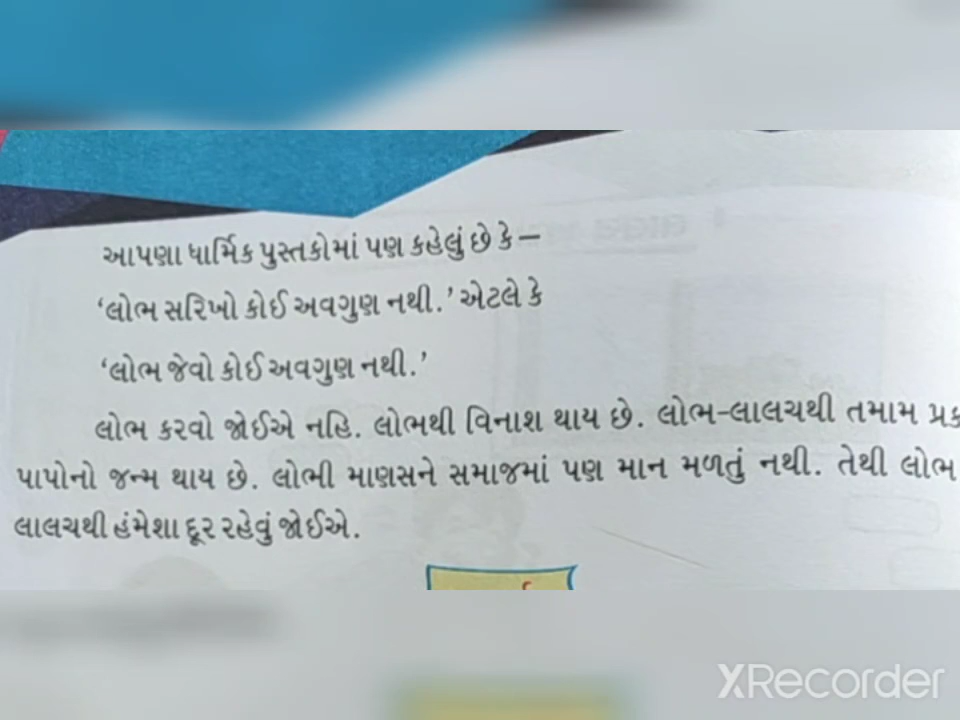 આપણા ધાર્મિક પુસ્તકોમાં પણ કહેલું છે કે –
‘લોભ સરિખો કોઈ અવગુણ નથી.’ એટલે કે
‘લોભ જેવો કોઈ અવગુણ નથી.’
લોભ કરવો જોઈએ નહિ. લોભથી વિનાશ થાય છે. લોભ-લાલચથી તમામ પ્રક
પાપોનો જન્મ થાય છે. લોભી માણસને સમાજમાં પણ માન મળતું નથી. તેથી લોભ
લાલચથી હંમેશા દૂર રહેવું જોઈએ.
XRecorder